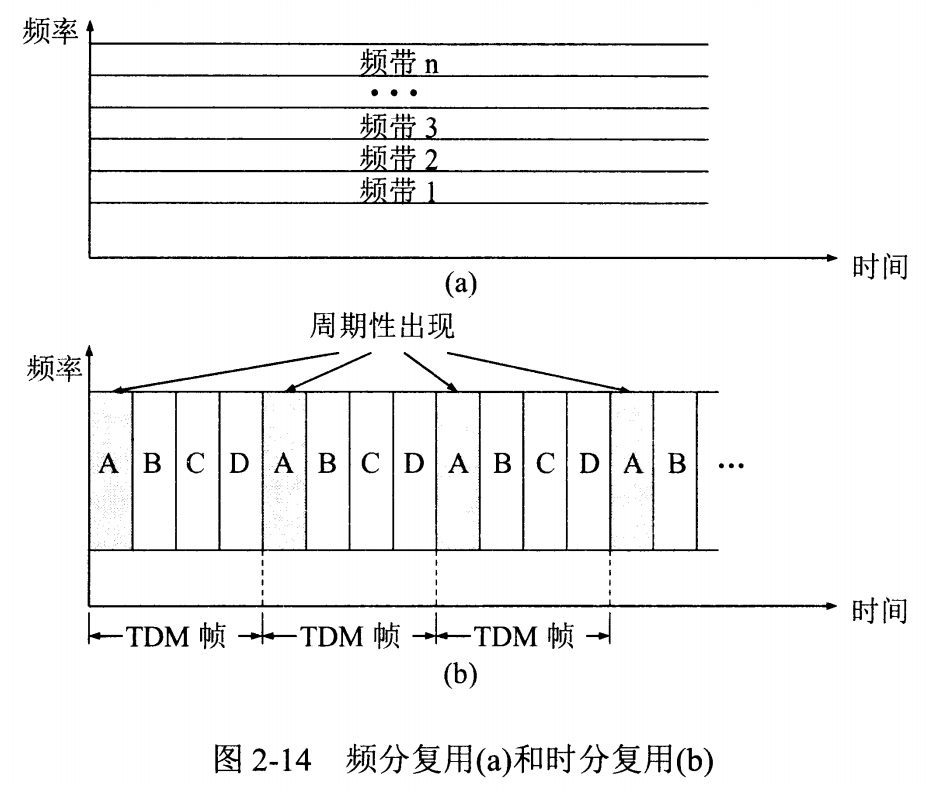 频率
频带 n
···
频带 3
频带 2
频带 1
时间
(a)
周期性出现
频率
A B C D A B C D A B C D A B ···
时间
TDM 帧 TDM 帧 TDM 帧
(b)
图 2-14 频分复用(a)和时分复用(b)